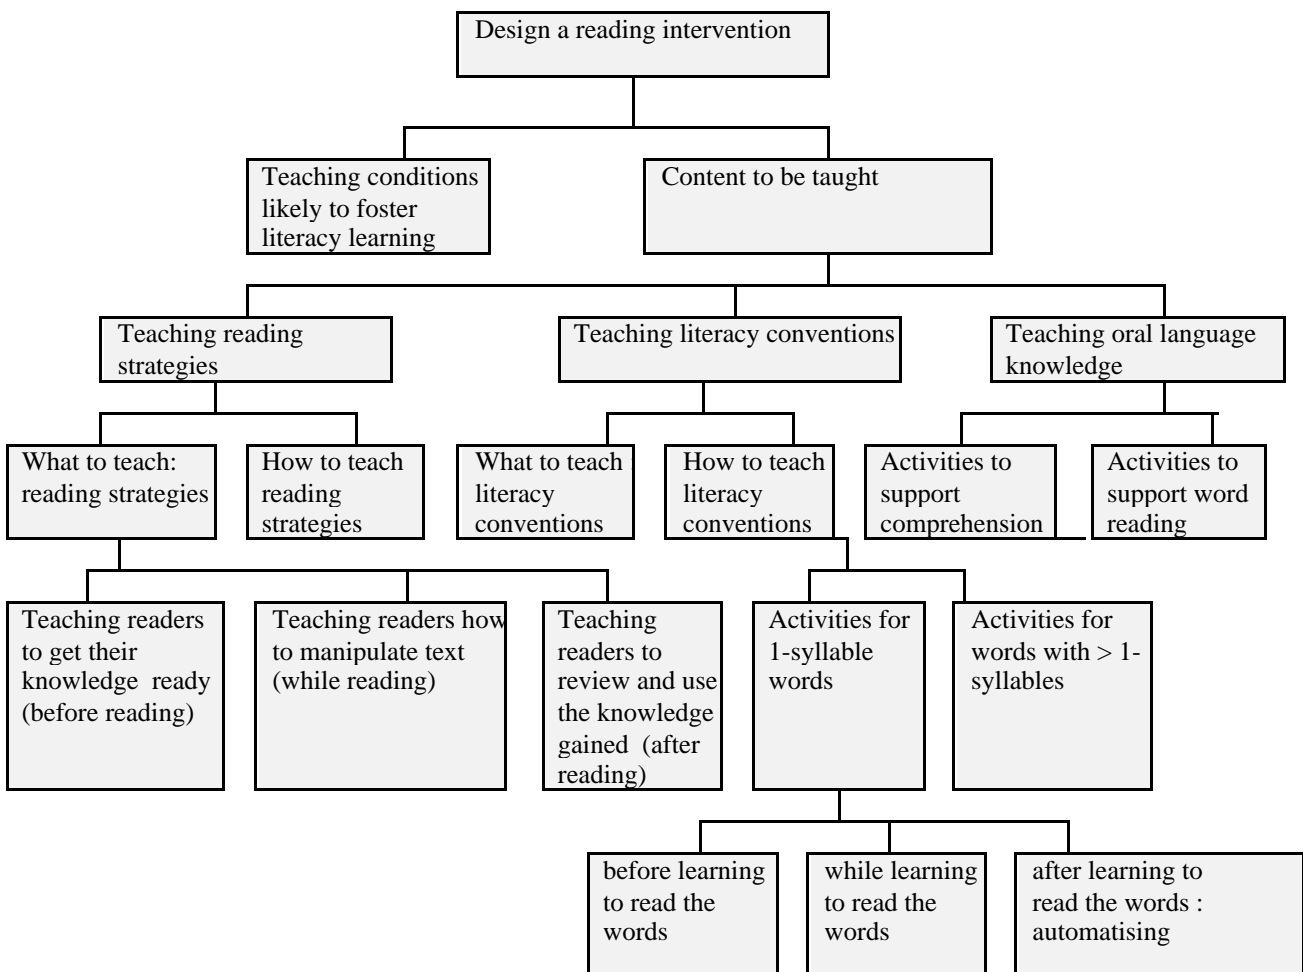 Design a reading intervention
Teaching conditions
likely to foster
literacy learning
Content to be taught
Teaching reading
strategies
Teaching literacy conventions
Teaching oral language
knowledge
What to teach:
reading strategies
How to teach
reading
strategies
What to teach
literacy
conventions
How to teach
literacy
conventions
Activities to
support
comprehension
Activities to
support word
reading
Teaching readers
to get their
knowledge ready
(before reading)
Teaching readers how
to manipulate text
(while reading)
Teaching
readers to
review and use
the knowledge
gained (after
reading)
Activities for
1-syllable
words
Activities for
words with > 1-
syllables
before learning
to read the
words
while learning
to read the
words
after learning to
read the words :
automatising